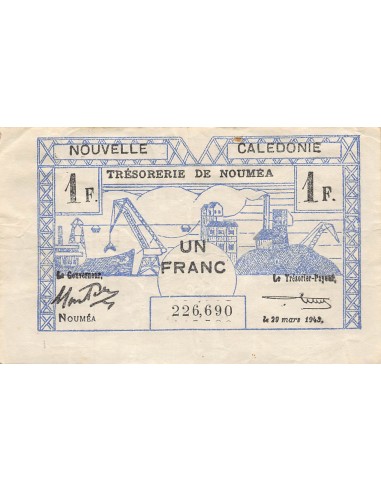 NOUVELLE CALEDONIE
1 F. TRÉSORERIE DE NOUMÉA 1 F.
UN
FRANC
Le Gouverneur, Le Trésorier-Payeur,
226,690
NOUMÉA le 29 mars 1943.